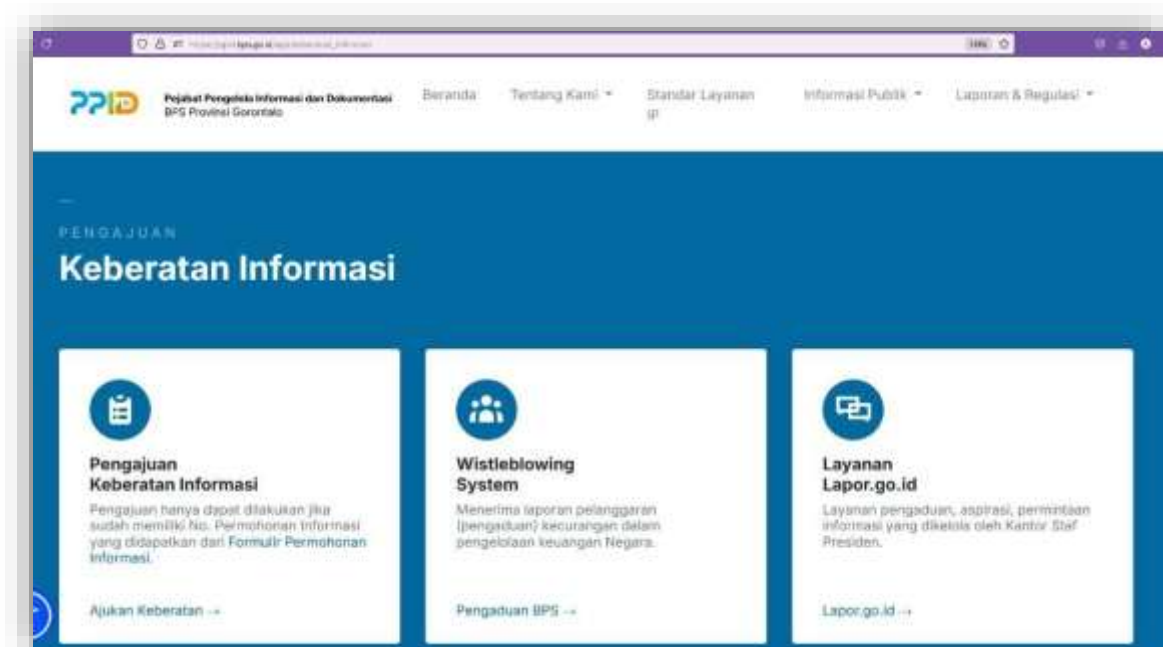 PPID
Pejabat Pengelola Informasi dan Dokumentasi
BPS Provinsi Gorontalo
Beranda
Tentang Kami
Standar Layanan
IP
Informasi Publik
Laporan & Regulasi
PENGAJUAN
Keberatan Informasi
Pengajuan
Keberatan Informasi
Pengajuan hanya dapat dilakukan jika
sudah memiliki No. Permohonan Informasi
yang didapatkan dari Formulir Permohonan
Informasi.
Ajukan Keberatan →
Wistleblowing
System
Menerima laporan pelanggaran
(pengaduan) kecurangan dalam
pengelolaan keuangan Negara.
Pengaduan BPS →
Layanan
Lapor.go.id
Layanan pengaduan, aspirasi, permintaan
informasi yang dikelola oleh Kantor Staf
Presiden.
Lapor.go.id →